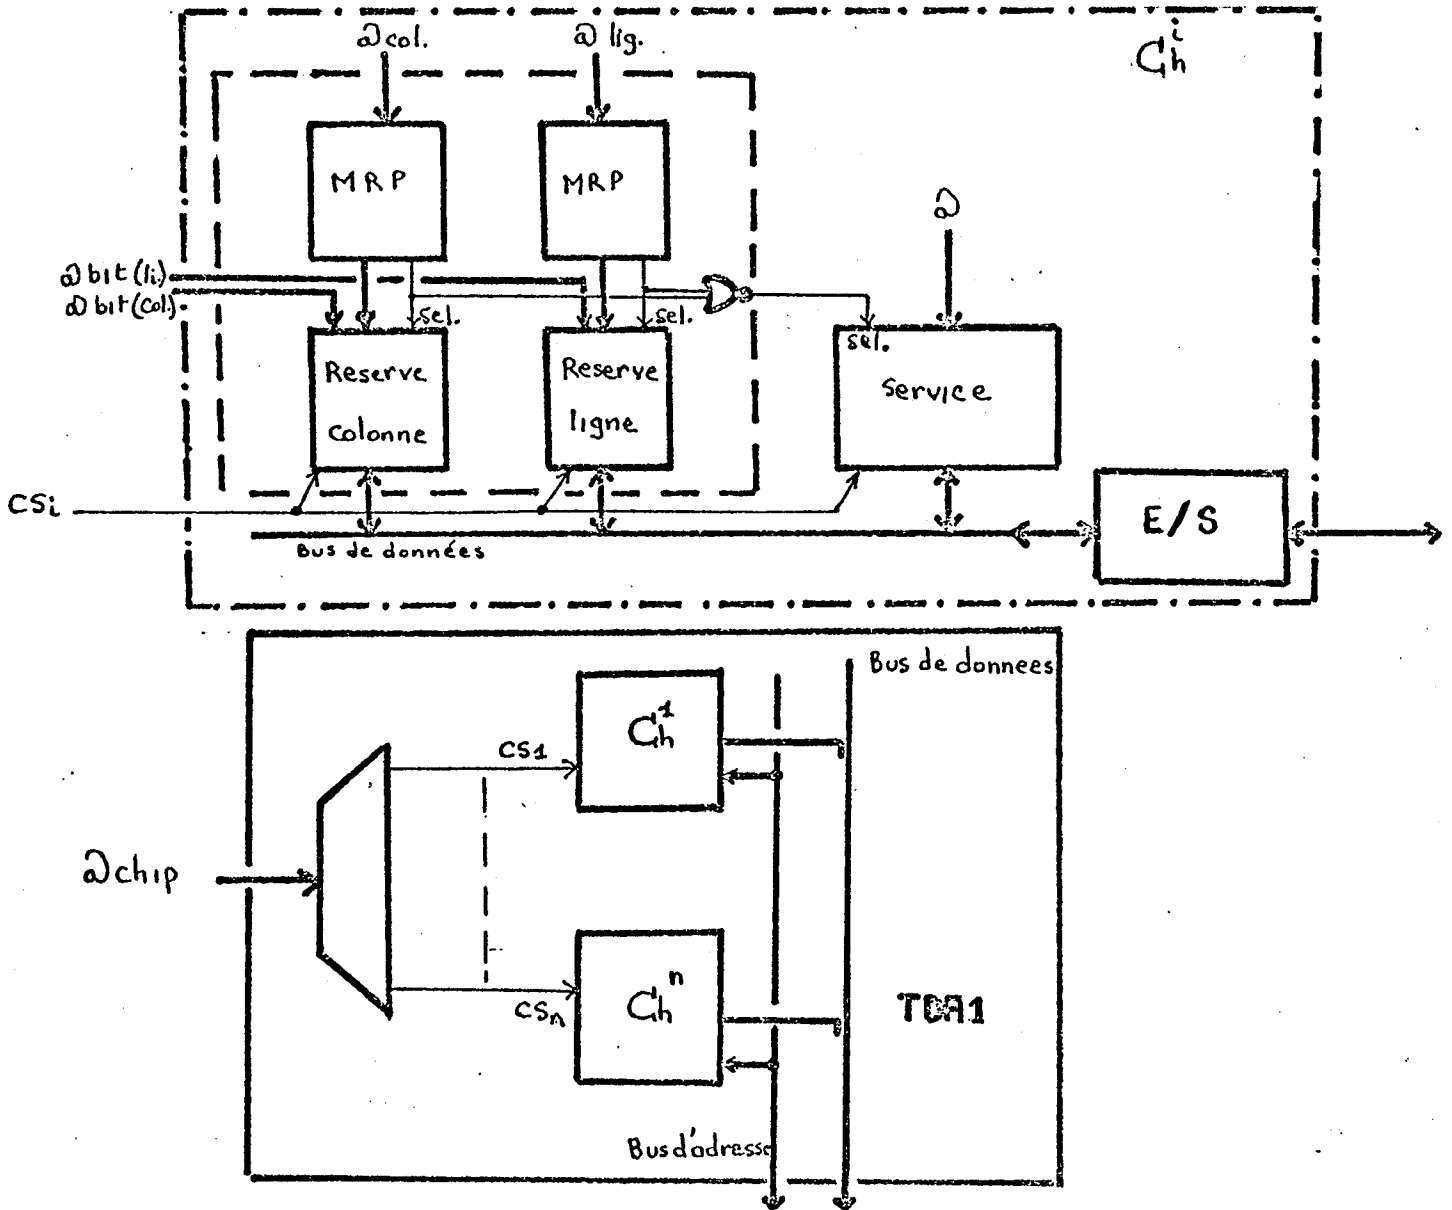 ∂ col.
∂ lig.
Ch^i
MRP
MRP
∂
∂ bit(li)
∂ bit(col.)
sel.
sel.
sel.
Reserve
colonne
Reserve
ligne
service
CSi
E/S
Bus de données
Bus de donnees
Ch^1
CS1
∂ chip
Ch^n
CSn
Bus d'adresse